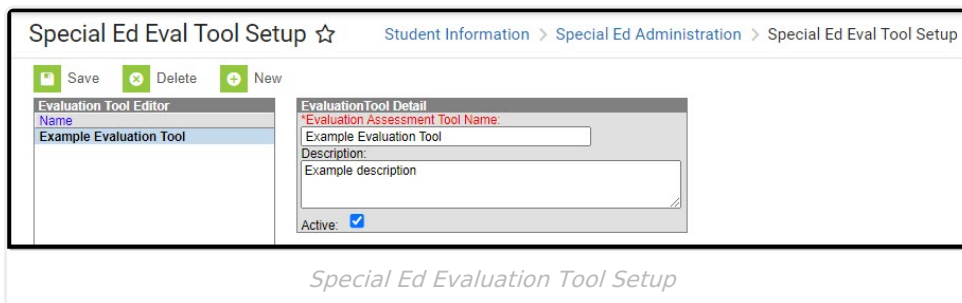 Special Ed Eval Tool Setup ☆ Student Information > Special Ed Administration > Special Ed Eval Tool Setup
Save Delete New
Evaluation Tool Editor
Name
Example Evaluation Tool
EvaluationTool Detail
*Evaluation Assessment Tool Name:
Example Evaluation Tool
Description:
Example description
Active:
Special Ed Evaluation Tool Setup